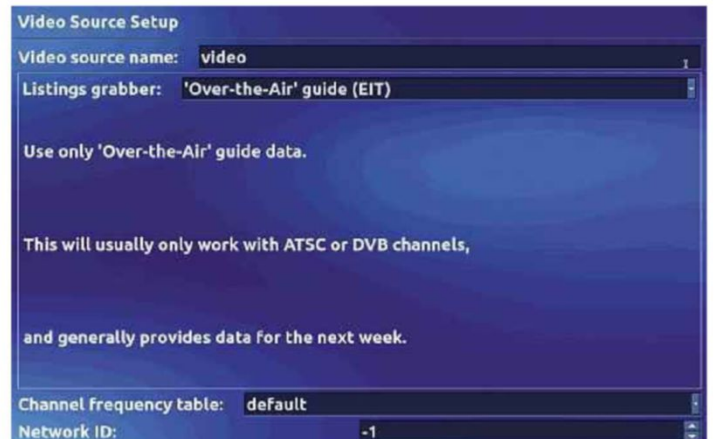 Video Source Setup
Video source name: video
Listings grabber: 'Over-the-Air' guide (EIT)
Use only 'Over-the-Air' guide data.
This will usually only work with ATSC or DVB channels,
and generally provides data for the next week.
Channel frequency table: default
Network ID: -1